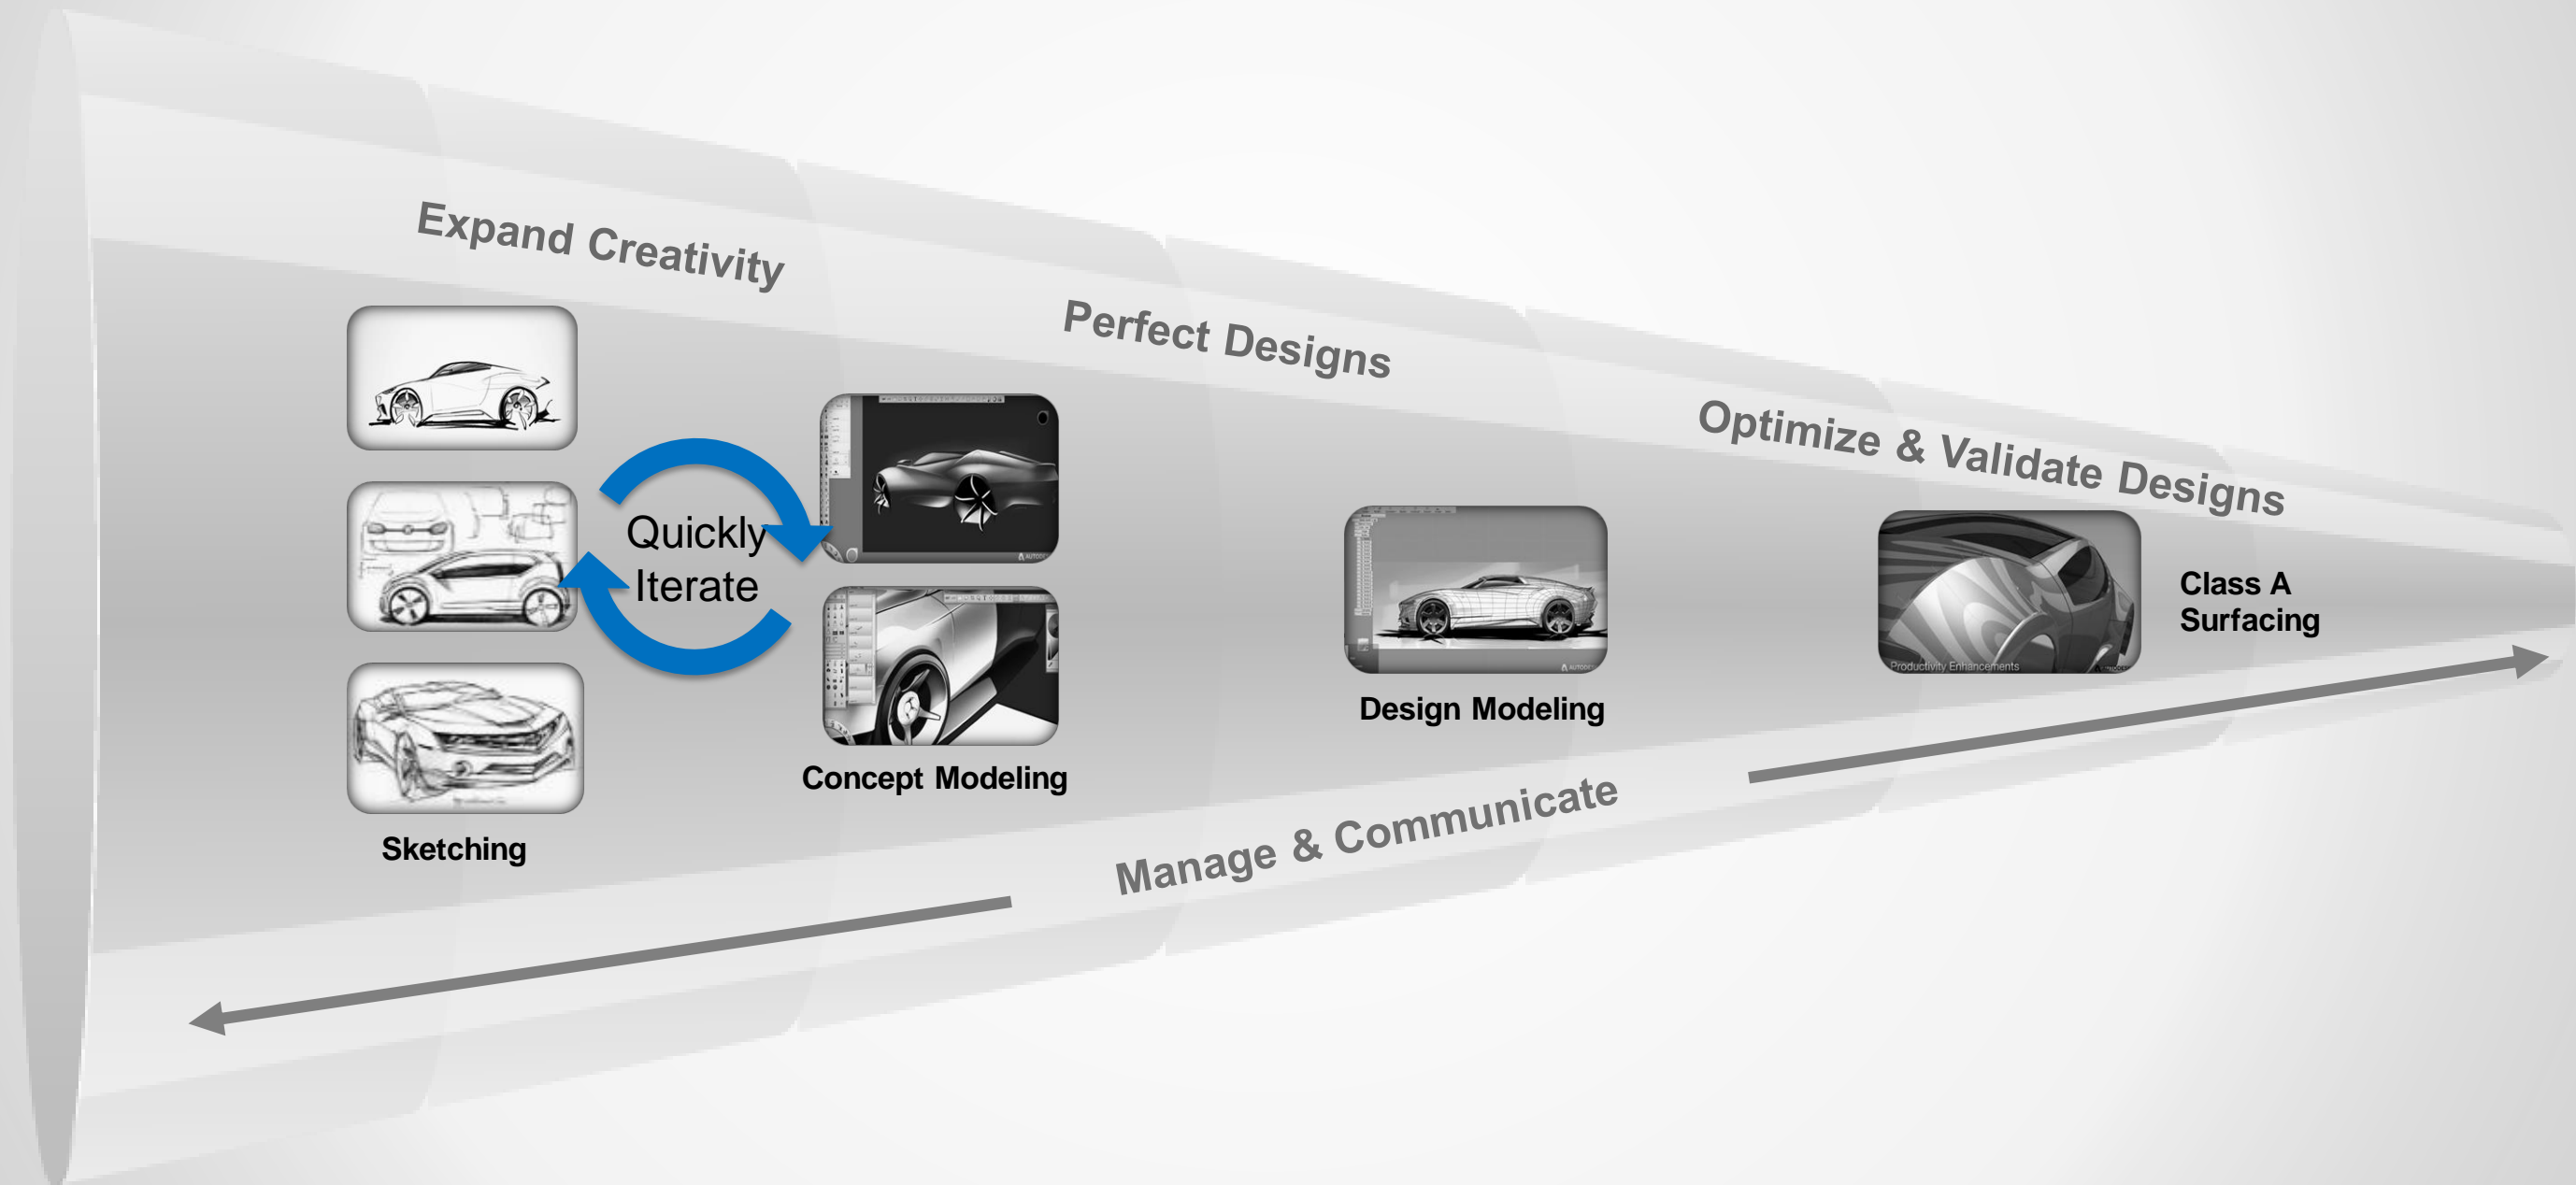 Expand Creativity
Perfect Designs
Optimize & Validate Designs
Quickly
Iterate
Sketching
Concept Modeling
Design Modeling
Productivity Enhancements
Class A
Surfacing
Manage & Communicate